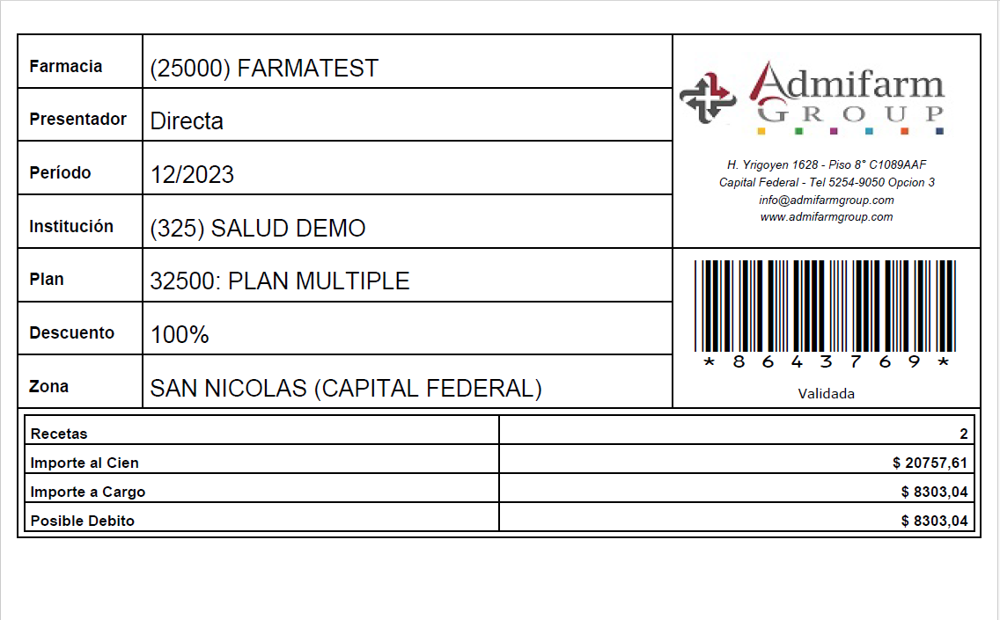 Farmacia (25000) FARMATEST
Presentador Directa
Período 12/2023
Institución (325) SALUD DEMO
Plan 32500: PLAN MULTIPLE
Descuento 100%
Zona SAN NICOLAS (CAPITAL FEDERAL)
Admifarm
GROUP
H. Yrigoyen 1628 - Piso 8° C1089AAF
Capital Federal - Tel 5254-9050 Opcion 3
info@admifarmgroup.com
www.admifarmgroup.com
*8643769*
Validada
Recetas 2
Importe al Cien $ 20757,61
Importe a Cargo $ 8303,04
Posible Debito $ 8303,04